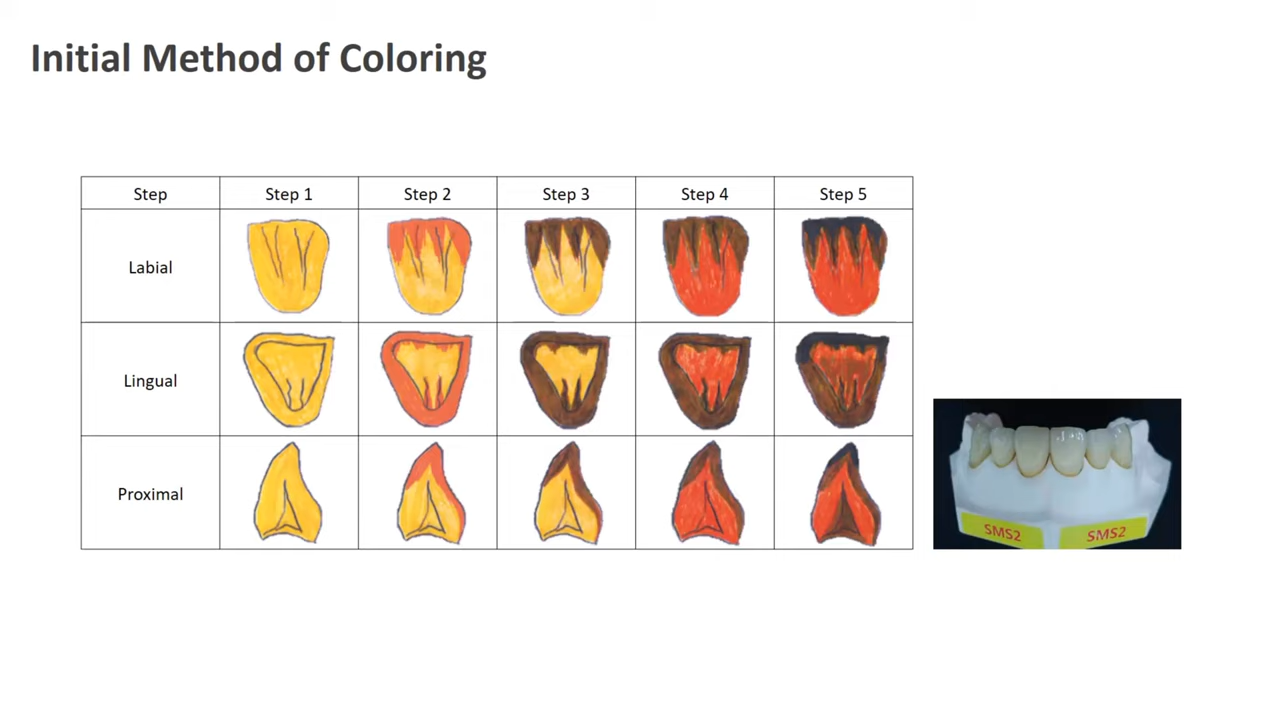 Initial Method of Coloring
Step Step 1 Step 2 Step 3 Step 4 Step 5
Labial
Lingual
Proximal
SMS2 SMS2